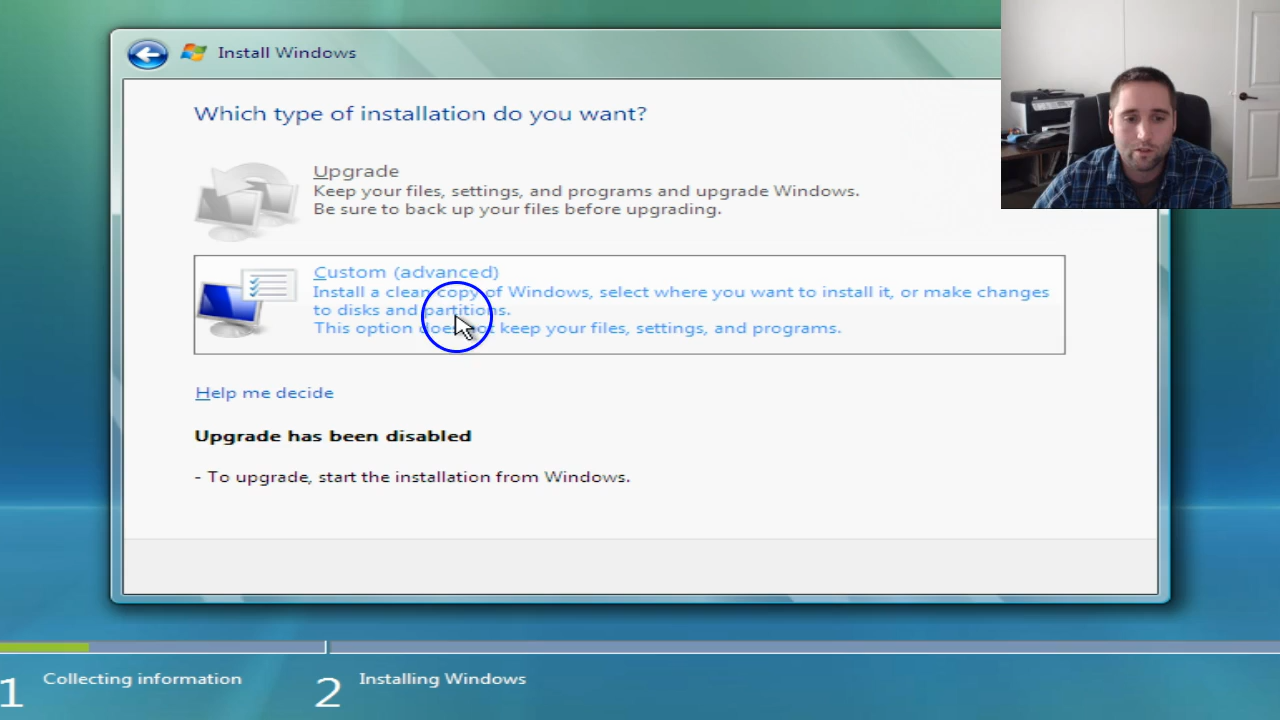 Install Windows
Which type of installation do you want?
Upgrade
Keep your files, settings, and programs and upgrade Windows.
Be sure to back up your files before upgrading.
Custom (advanced)
Install a clean copy of Windows, select where you want to install it, or make changes
to disks and partitions.
This option does not keep your files, settings, and programs.
Help me decide
Upgrade has been disabled
- To upgrade, start the installation from Windows.
1 Collecting information 2 Installing Windows